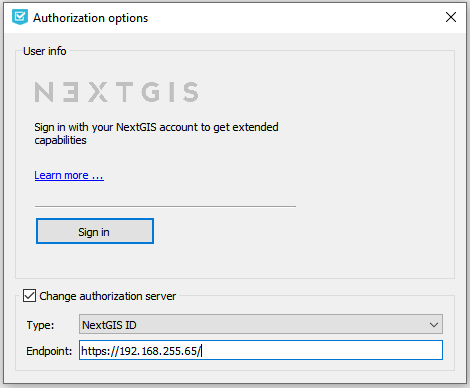 Authorization options
User info
NEXTGIS
Sign in with your NextGIS account to get extended
capabilities
Learn more ...
Sign in
Change authorization server
Type: NextGIS ID
Endpoint: https://192.168.255.65/